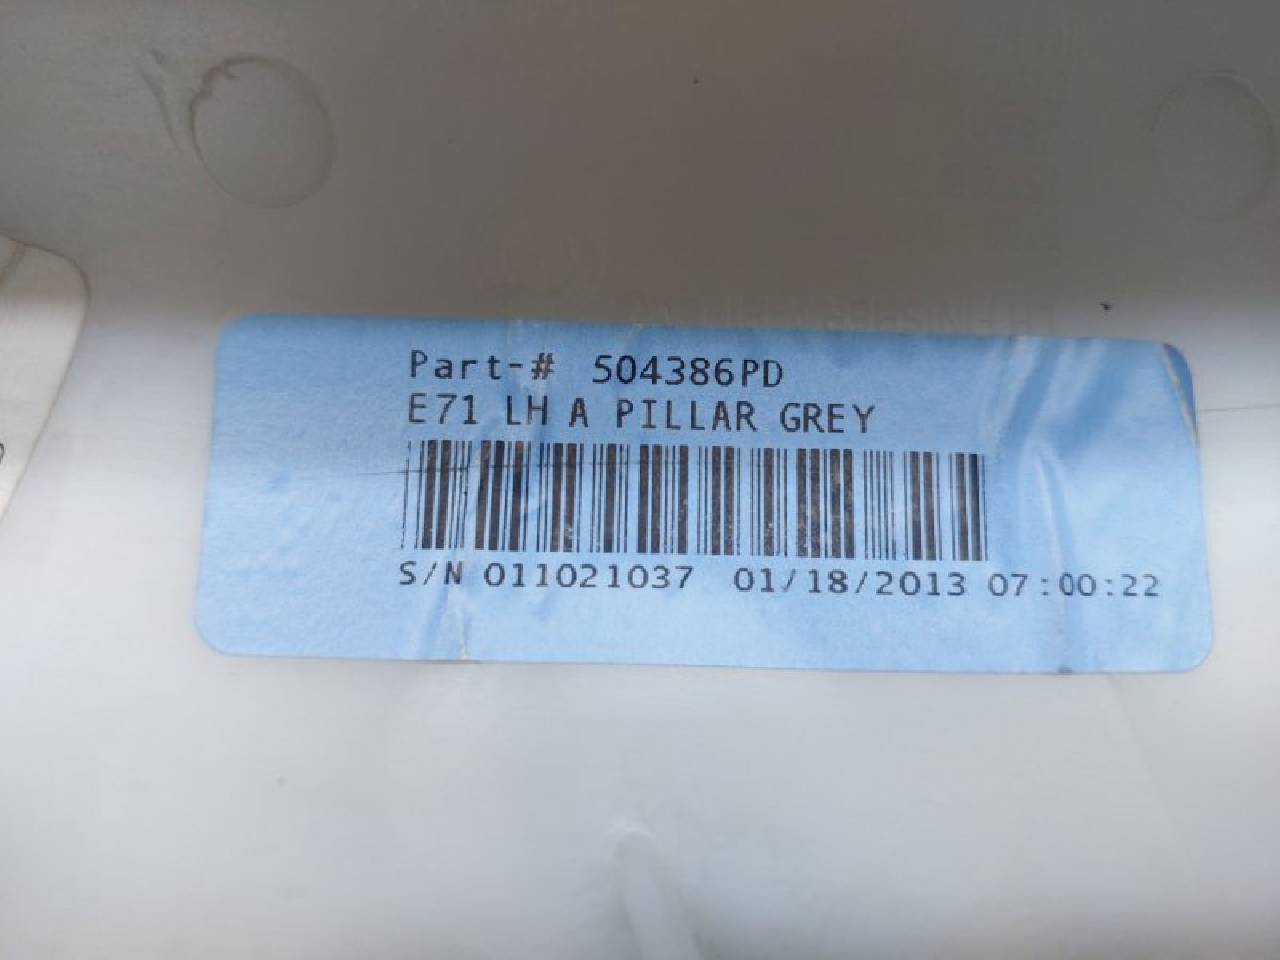 Part-# 504386PD
E71 LH A PILLAR GREY
S/N 011021037 01/18/2013 07:00:22